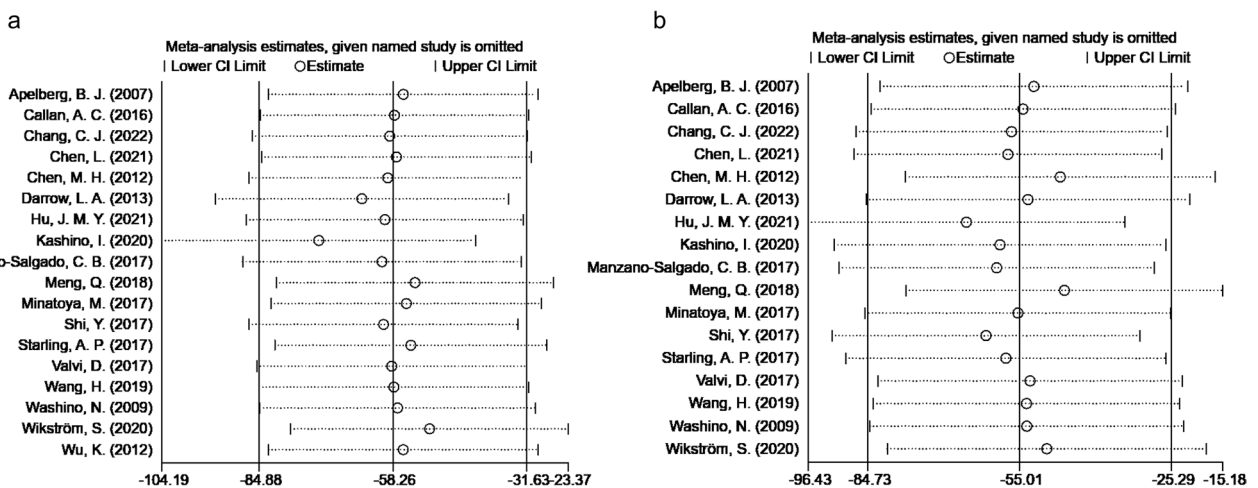 a
Meta-analysis estimates, given named study is omitted
Lower CI Limit Estimate Upper CI Limit
Apelberg, B. J. (2007)
Callan, A. C. (2016)
Chang, C. J. (2022)
Chen, L. (2021)
Chen, M. H. (2012)
Darrow, L. A. (2013)
Hu, J. M. Y. (2021)
Kashino, I. (2020)
o-Salgado, C. B. (2017)
Meng, Q. (2018)
Minatoya, M. (2017)
Shi, Y. (2017)
Starling, A. P. (2017)
Valvi, D. (2017)
Wang, H. (2019)
Washino, N. (2009)
Wikström, S. (2020)
Wu, K. (2012)
-104.19 -84.88 -58.26 -31.63 -23.37
b
Meta-analysis estimates, given named study is omitted
Lower CI Limit Estimate Upper CI Limit
Apelberg, B. J. (2007)
Callan, A. C. (2016)
Chang, C. J. (2022)
Chen, L. (2021)
Chen, M. H. (2012)
Darrow, L. A. (2013)
Hu, J. M. Y. (2021)
Kashino, I. (2020)
Manzano-Salgado, C. B. (2017)
Meng, Q. (2018)
Minatoya, M. (2017)
Shi, Y. (2017)
Starling, A. P. (2017)
Valvi, D. (2017)
Wang, H. (2019)
Washino, N. (2009)
Wikström, S. (2020)
-96.43 -84.73 -55.01 -25.29 -15.18